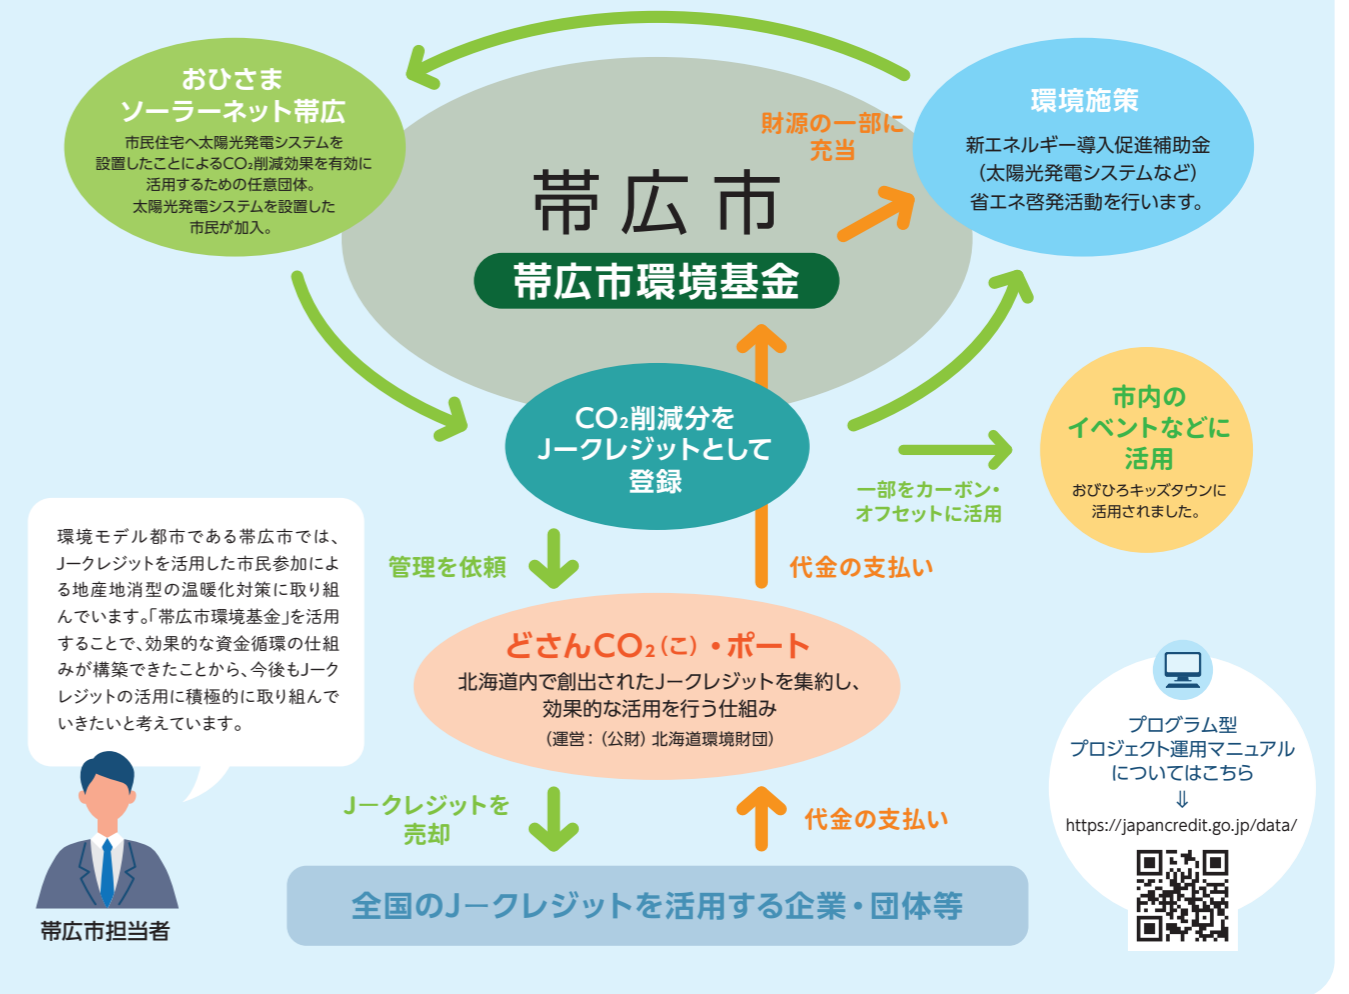 おひさま
ソーラーネット帯広
市民住宅へ太陽光発電システムを
設置したことによるCO₂削減効果を有効に
活用するための任意団体。
太陽光発電システムを設置した
市民が加入。
財源の一部に
充当
環境施策
新エネルギー導入促進補助金
（太陽光発電システムなど）
省エネ啓発活動を行います。
帯広市
帯広市環境基金
CO₂削減分を
Jークレジットとして
登録
一部をカーボン・
オフセットに活用
市内の
イベントなどに
活用
おびひろキッズタウンに
活用されました。
管理を依頼
代金の支払い
どさんCO₂（こ）・ポート
北海道内で創出されたJークレジットを集約し、
効果的な活用を行う仕組み
（運営：（公財）北海道環境財団）
Jークレジットを
売却
代金の支払い
全国のJークレジットを活用する企業・団体等
環境モデル都市である帯広市では、
Jークレジットを活用した市民参加によ
る地産地消型の温暖化対策に取り組
んでいます。「帯広市環境基金」を活用
することで、効果的な資金循環の仕組
みが構築できたことから、今後もJーク
レジットの活用に積極的に取り組んで
いきたいと考えています。
帯広市担当者
プログラム型
プロジェクト運用マニュアル
についてはこちら
⇓
https://japancredit.go.jp/data/